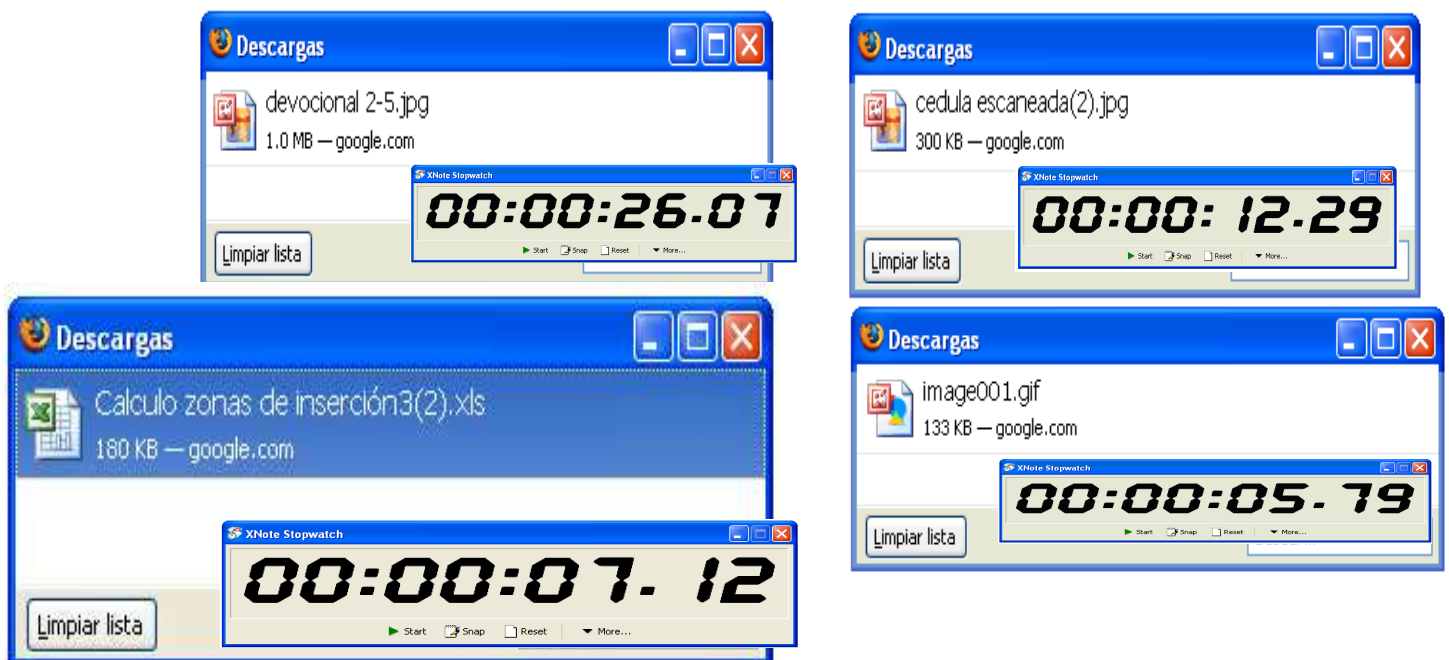 Descargas
devocional 2-5.jpg
1.0 MB — google.com
XNote Stopwatch
00:00:26.07
Start Snap Reset More...
Limpiar lista
Descargas
cedula escaneada(2).jpg
300 KB — google.com
XNote Stopwatch
00:00:12.29
Start Snap Reset More...
Limpiar lista
Descargas
Calculo zonas de inserción3(2).xls
180 KB — google.com
XNote Stopwatch
00:00:07.12
Start Snap Reset More...
Limpiar lista
Descargas
image001.gif
133 KB — google.com
XNote Stopwatch
00:00:05.79
Start Snap Reset More...
Limpiar lista